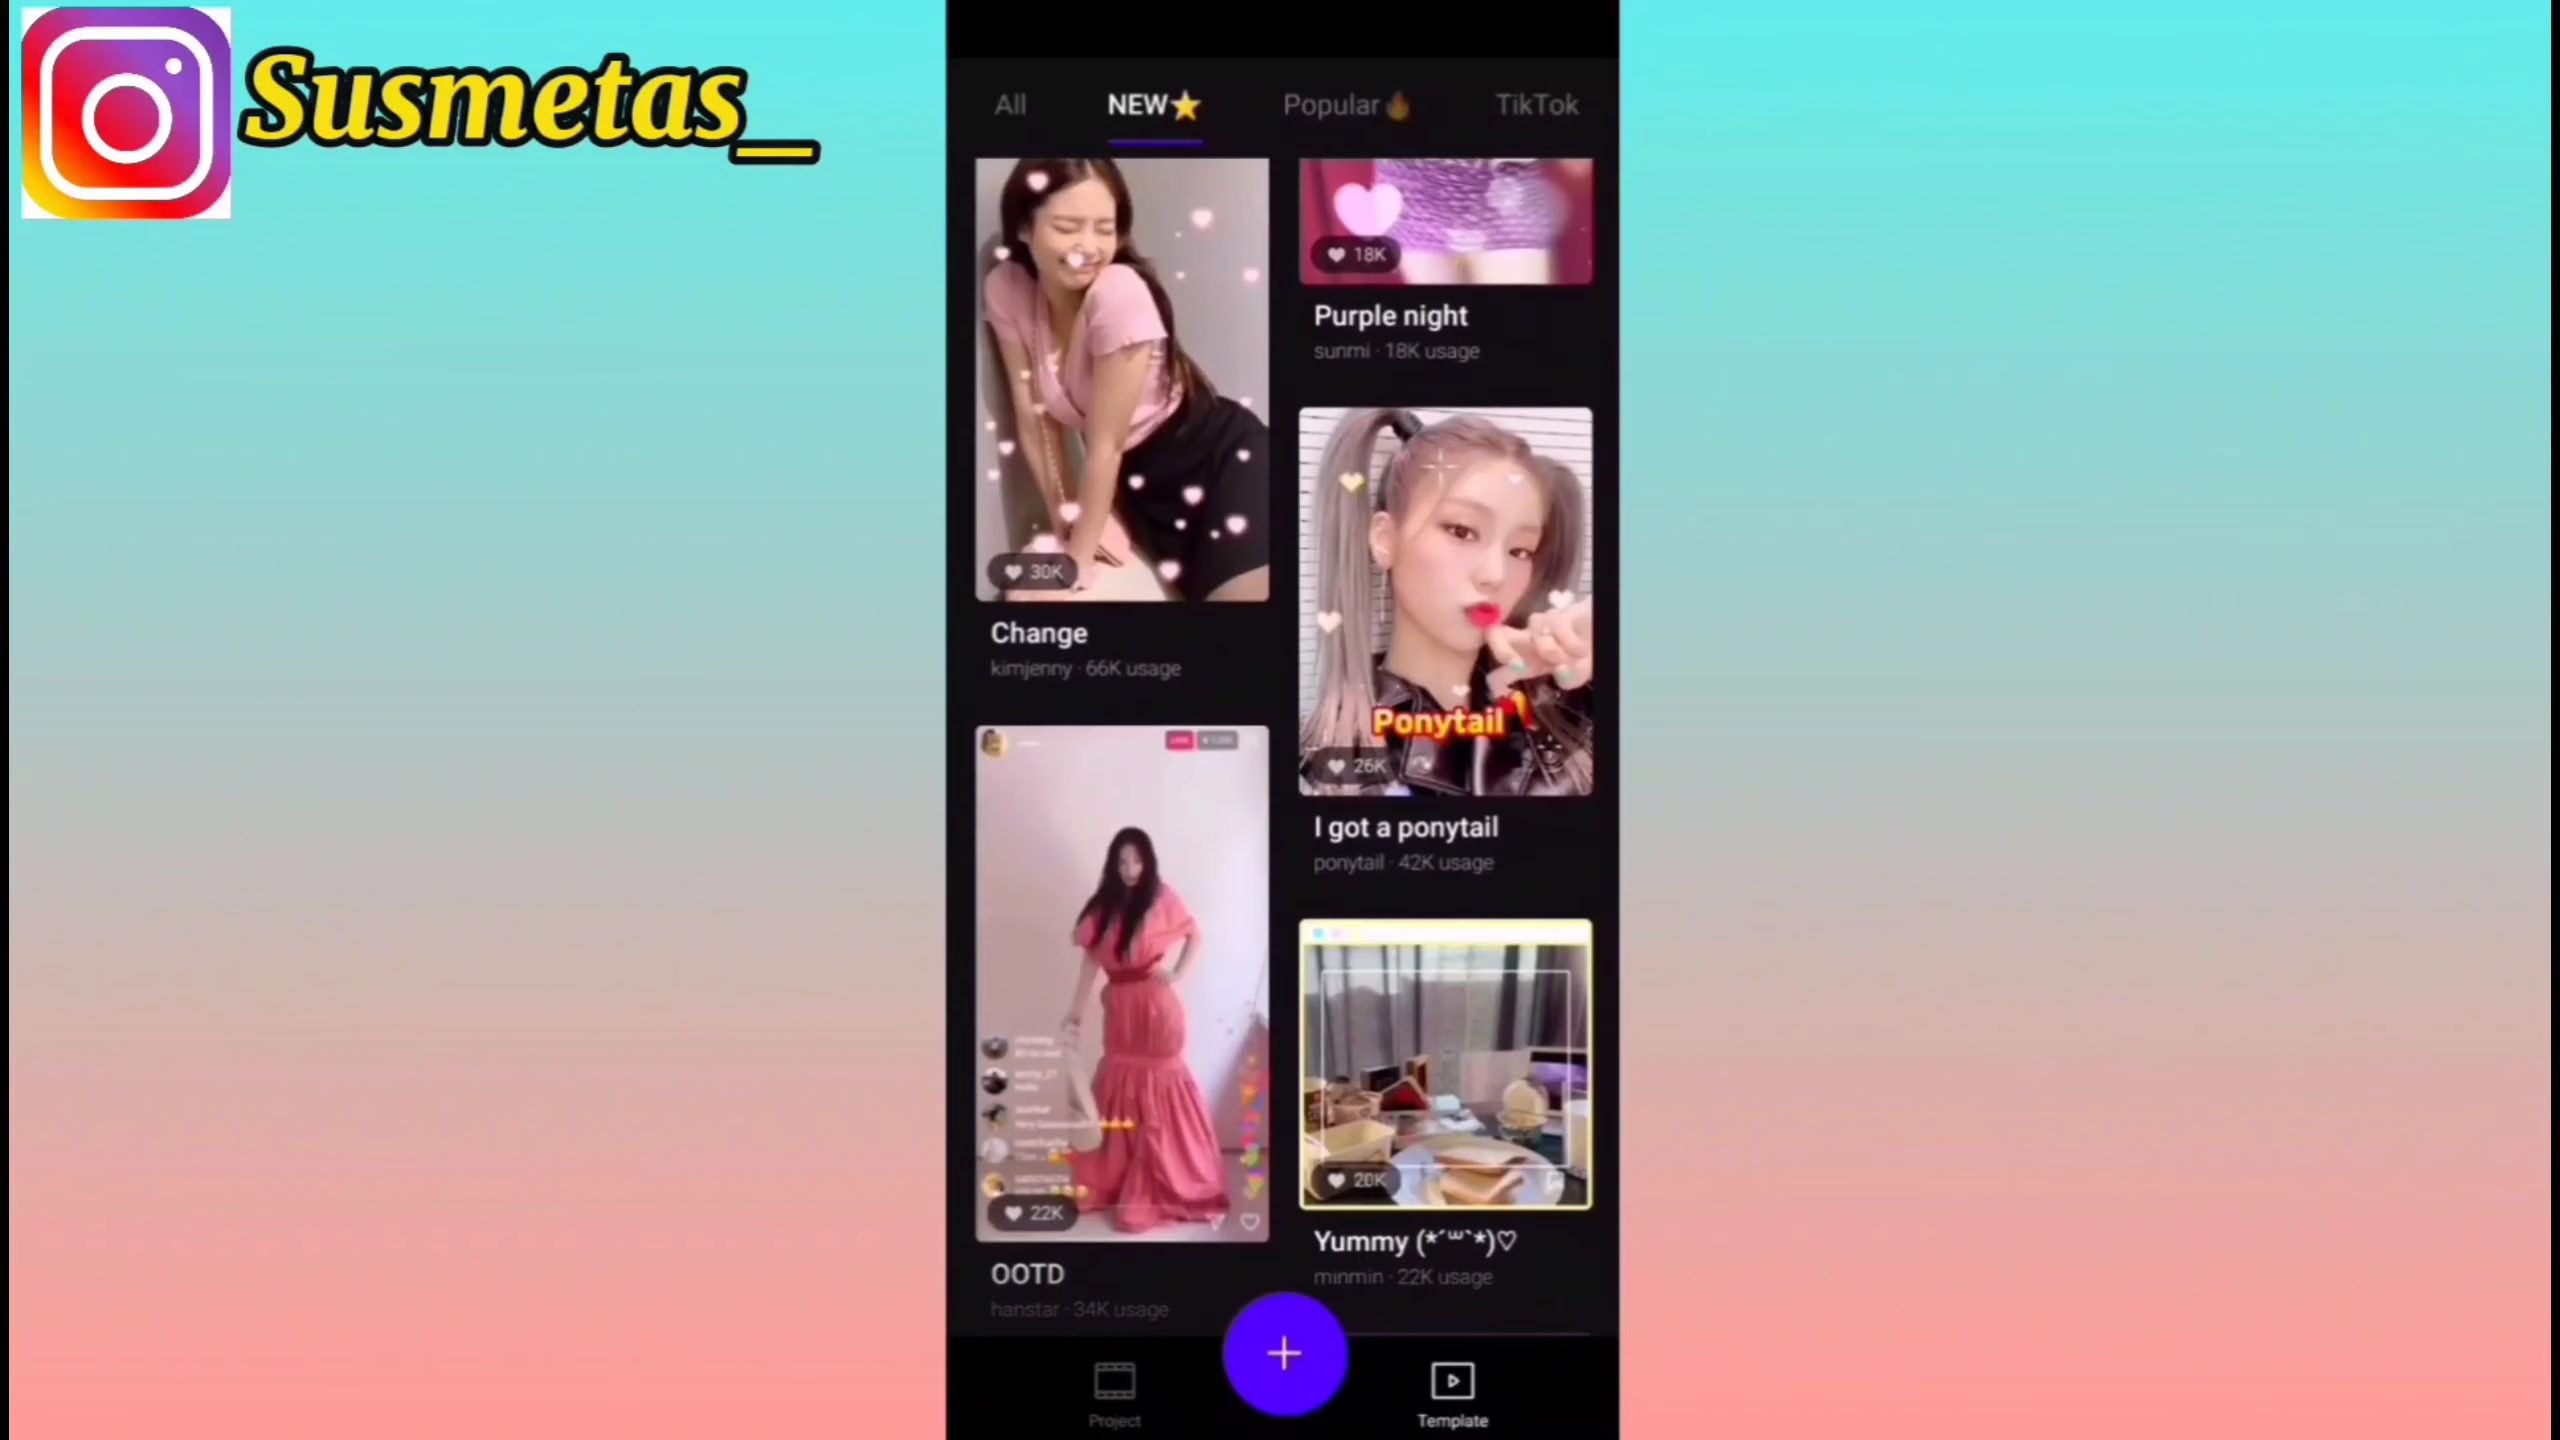 Susmetas_
All NEW⭐ Popular🔥 TikTok
30K
Change
kimjenny · 66K usage
18K
Purple night
sunmi · 18K usage
Ponytail
26K
I got a ponytail
ponytail · 42K usage
22K
OOTD
hanstar · 34K usage
20K
Yummy (*´꒳`*)♡
minmin · 22K usage
+
Project
Template